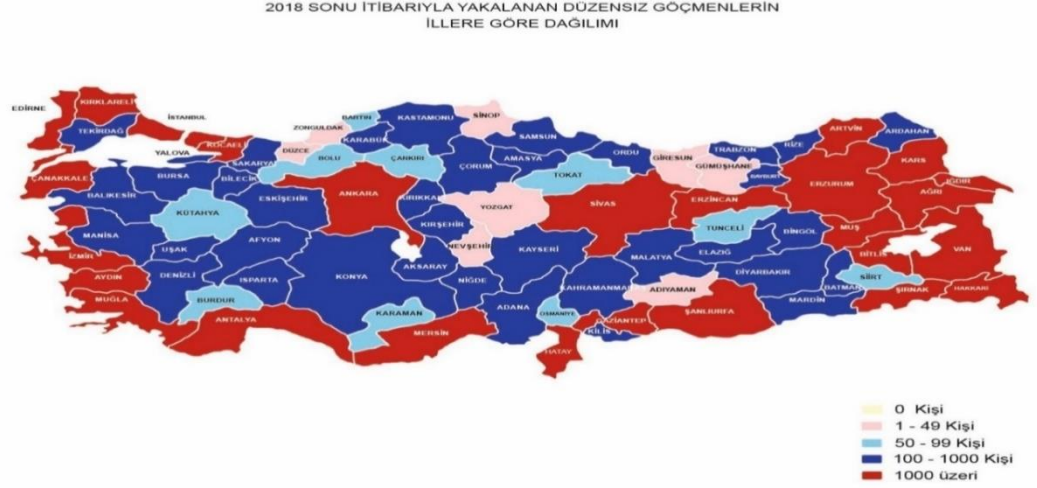 2018 SONU İTİBARIYLA YAKALANAN DÜZENSIZ GÖÇMENLERİN
İLLERE GÖRE DAĞILIMI
EDİRNE
KIRKLARELİ
TEKİRDAĞ
İSTANBUL
KOCAELİ
YALOVA
SAKARYA
DÜZCE
ZONGULDAK
BARTIN
KARABÜK
KASTAMONU
SİNOP
SAMSUN
ORDU
GİRESUN
GÜMÜŞHANE
TRABZON
BAYBURT
RİZE
ARTVİN
ARDAHAN
KARS
IĞDIR
AĞRI
ERZURUM
ERZİNCAN
SİVAS
TOKAT
AMASYA
ÇORUM
ÇANKIRI
BOLU
BİLECİK
BURSA
ÇANAKKALE
BALIKESİR
KÜTAHYA
ESKİŞEHİR
ANKARA
KIRIKKALE
KIRŞEHİR
YOZGAT
NEVŞEHİR
KAYSERİ
MALATYA
ELAZIĞ
TUNCELİ
BİNGÖL
MUŞ
BİTLİS
VAN
HAKKARİ
ŞIRNAK
SİİRT
BATMAN
MARDİN
DİYARBAKIR
ŞANLIURFA
ADIYAMAN
KAHRAMANMARAŞ
GAZİANTEP
KİLİS
HATAY
OSMANİYE
ADANA
NİĞDE
AKSARAY
KONYA
KARAMAN
MERSİN
ANTALYA
ISPARTA
BURDUR
AFYON
UŞAK
DENİZLİ
MANİSA
İZMİR
AYDIN
MUĞLA
0 Kişi
1 - 49 Kişi
50 - 99 Kişi
100 - 1000 Kişi
1000 üzeri